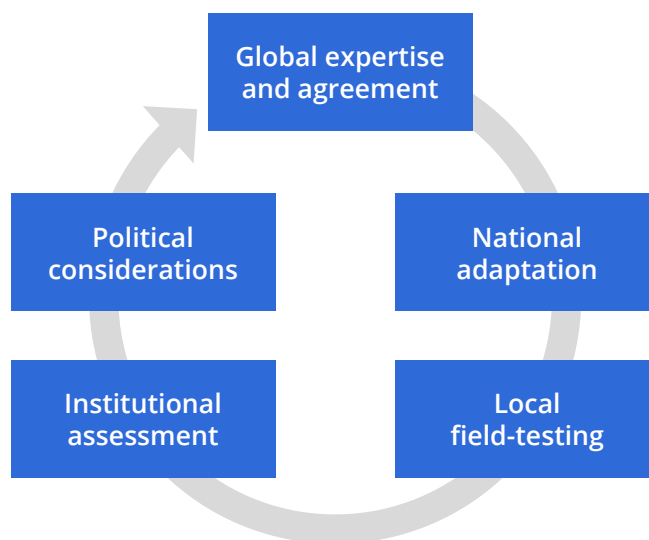 Global expertise
and agreement
Political
considerations
National
adaptation
Institutional
assessment
Local
field-testing